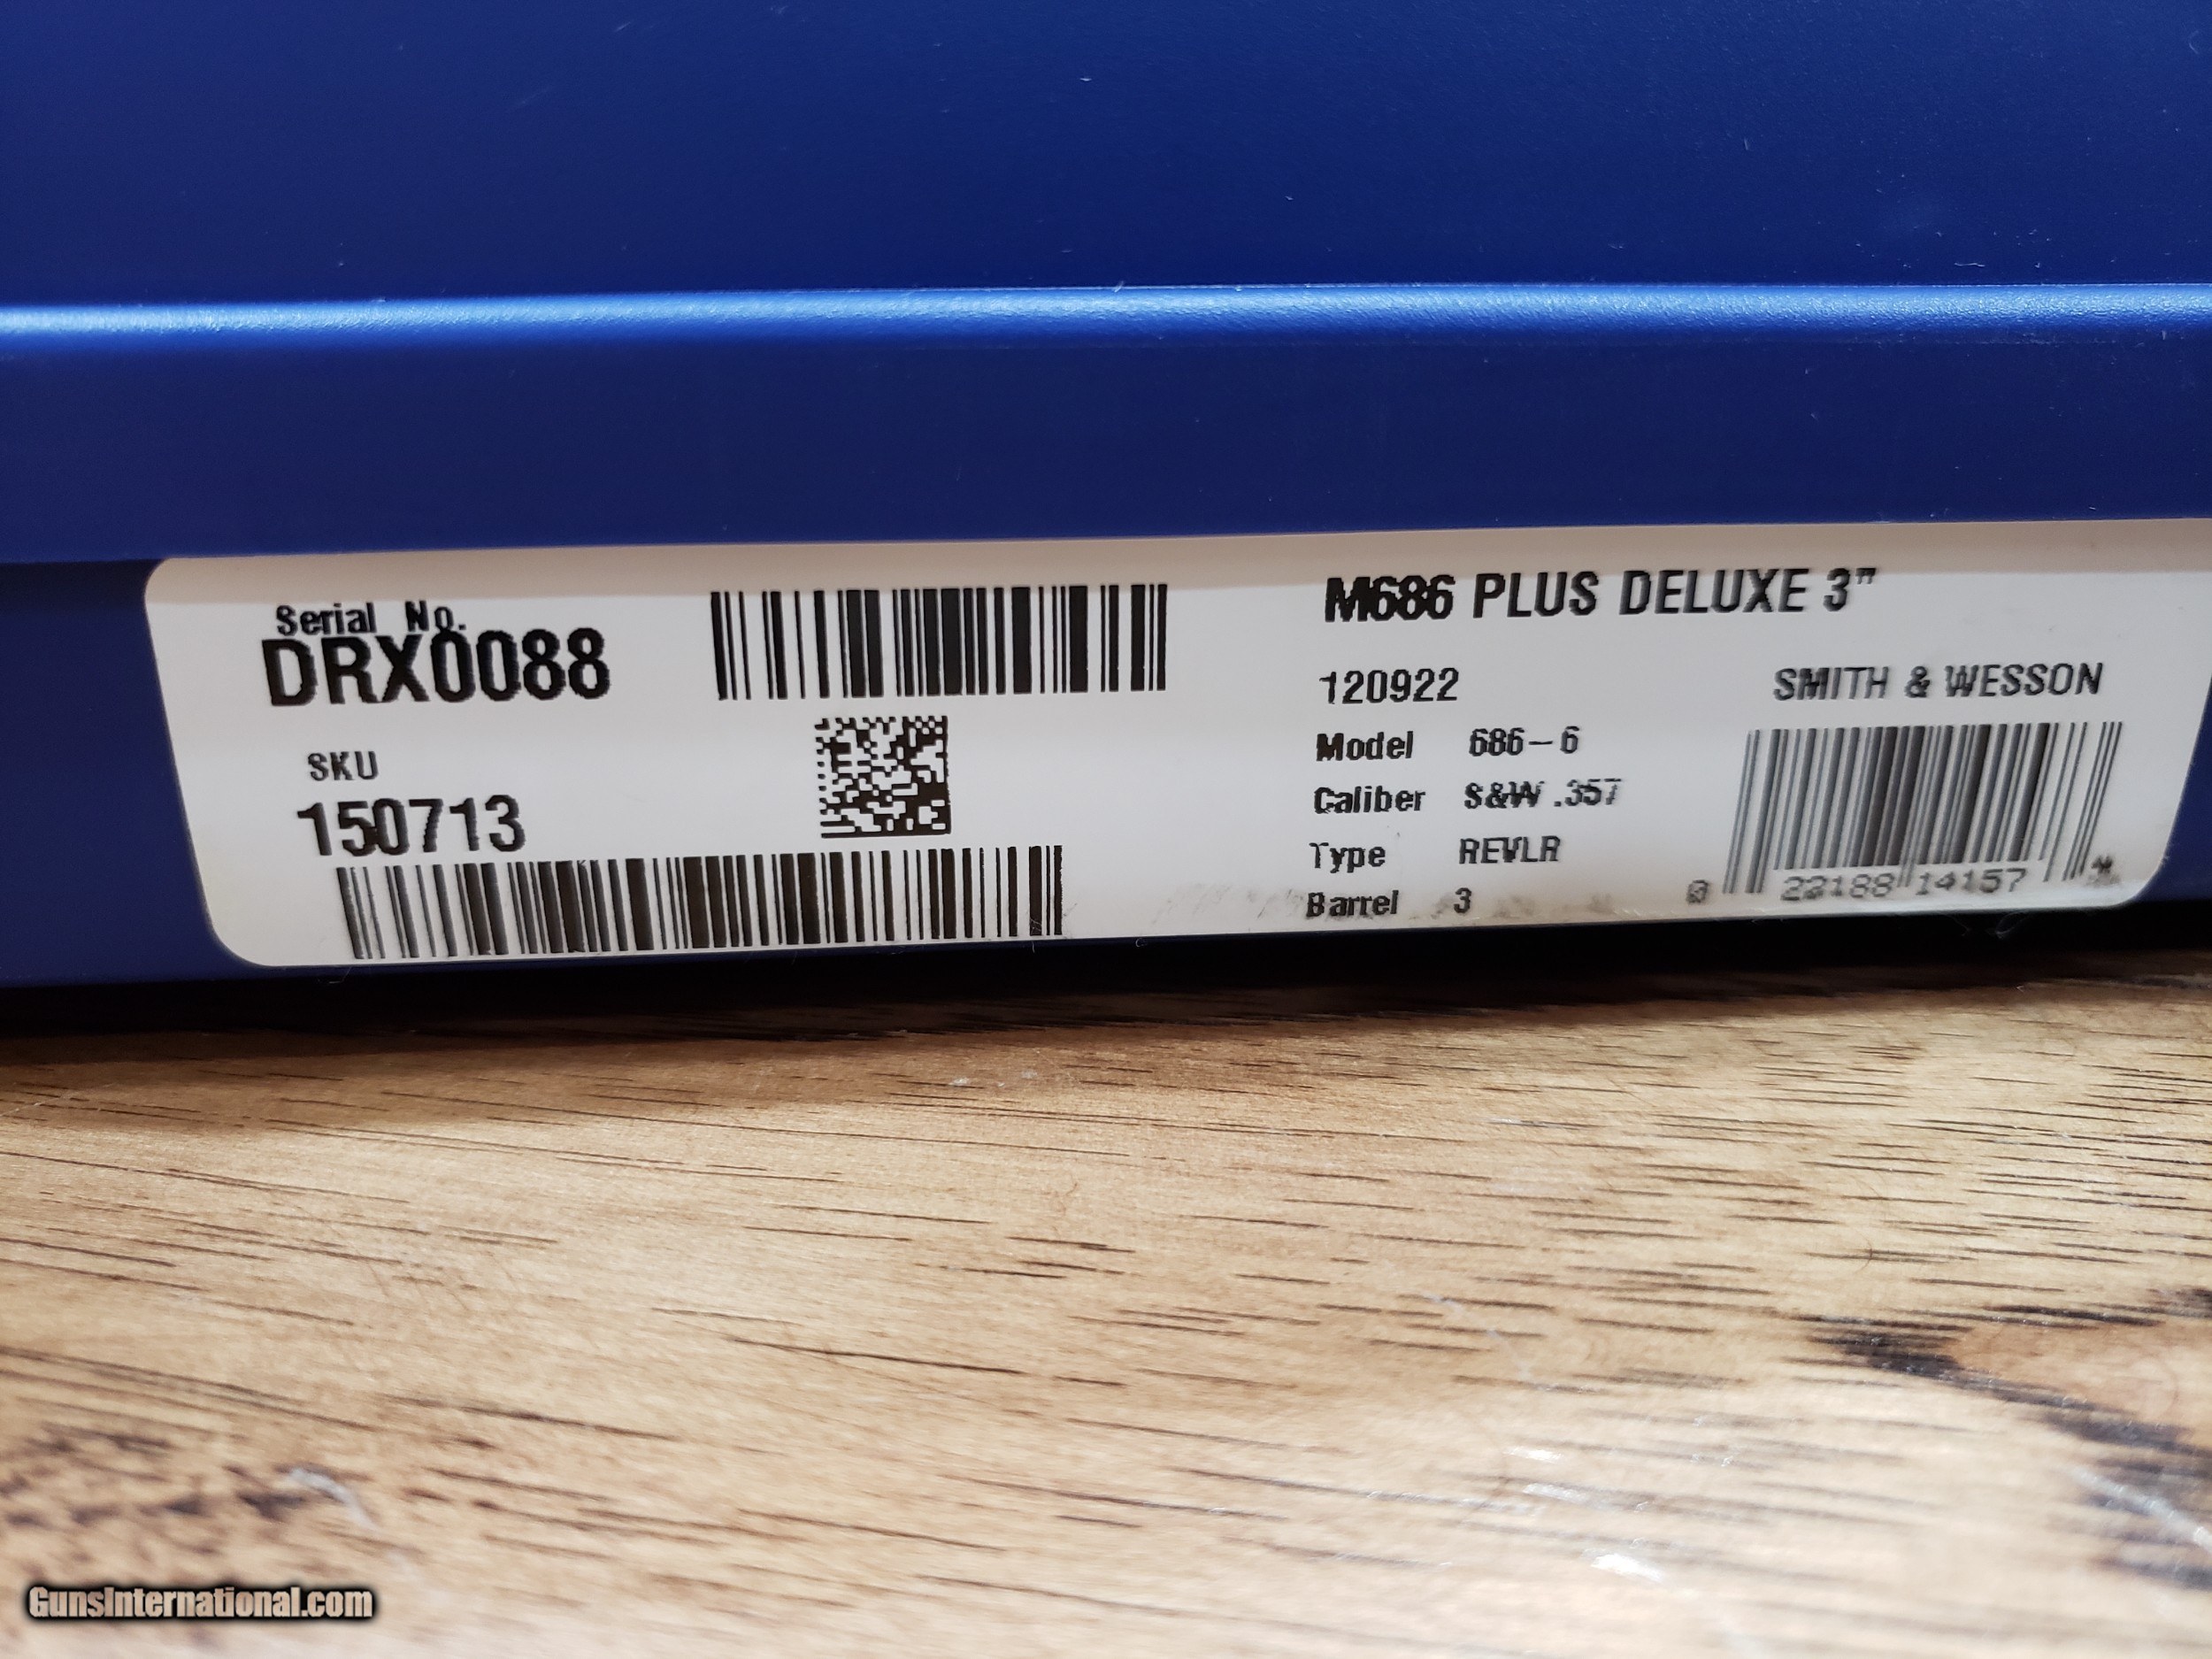 Serial No.
DRX0088
SKU
150713
M686 PLUS DELUXE 3"
120922
SMITH & WESSON
Model 686-6
Caliber S&W .357
Type REVLR
Barrel 3
0 22188 14157 4
GunsInternational.com